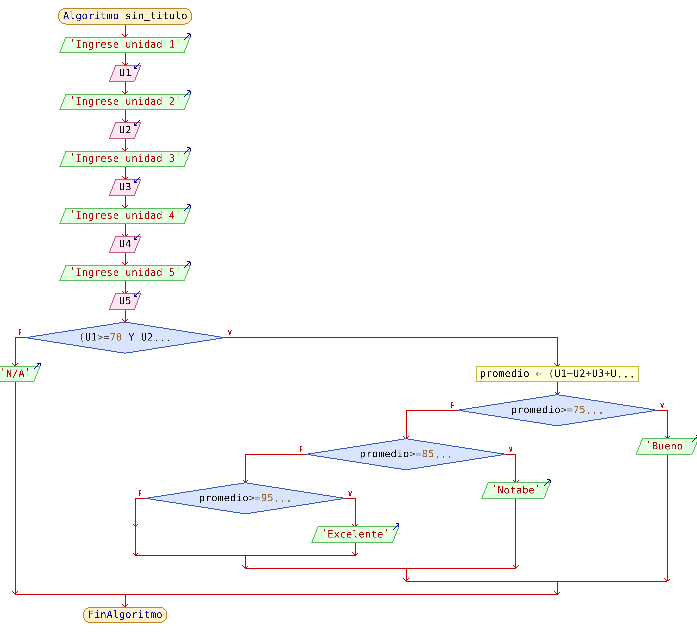 Algoritmo sin_titulo
'Ingrese unidad 1'
U1
'Ingrese unidad 2'
U2
'Ingrese unidad 3'
U3
'Ingrese unidad 4'
U4
'Ingrese unidad 5'
U5
F
(U1>=70 Y U2...
V
'N/A'
promedio ← (U1-U2+U3+U...
F
promedio>=75...
V
'Bueno
F
promedio>=85...
V
'Notabe'
F
promedio>=95...
V
'Excelente'
FinAlgoritmo